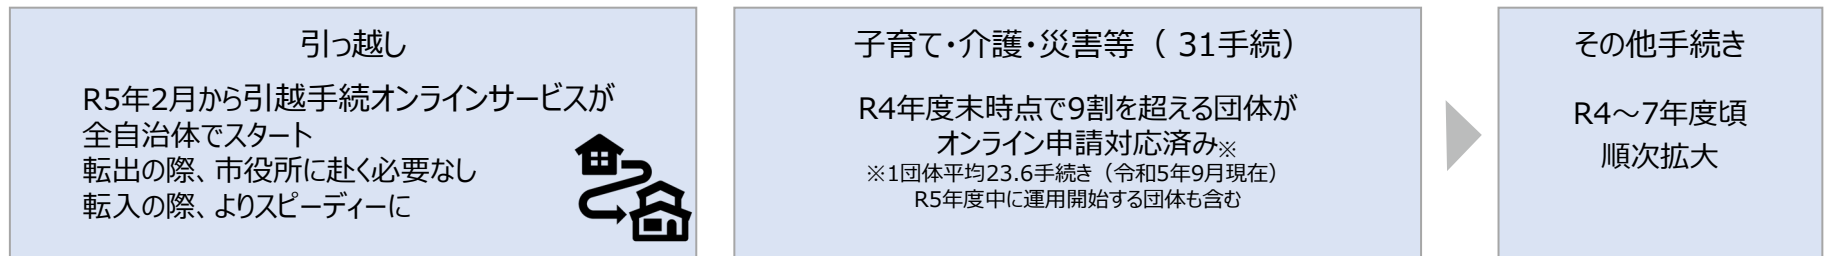 引っ越し
R5年2月から引越手続オンラインサービスが
全自治体でスタート
転出の際、市役所に赴く必要なし
転入の際、よりスピーディーに
子育て・介護・災害等（ 31手続）
R4年度末時点で9割を超える団体が
オンライン申請対応済み※
※1団体平均23.6手続き（令和5年9月現在）
R5年度中に運用開始する団体も含む
その他手続き
R4～7年度頃
順次拡大